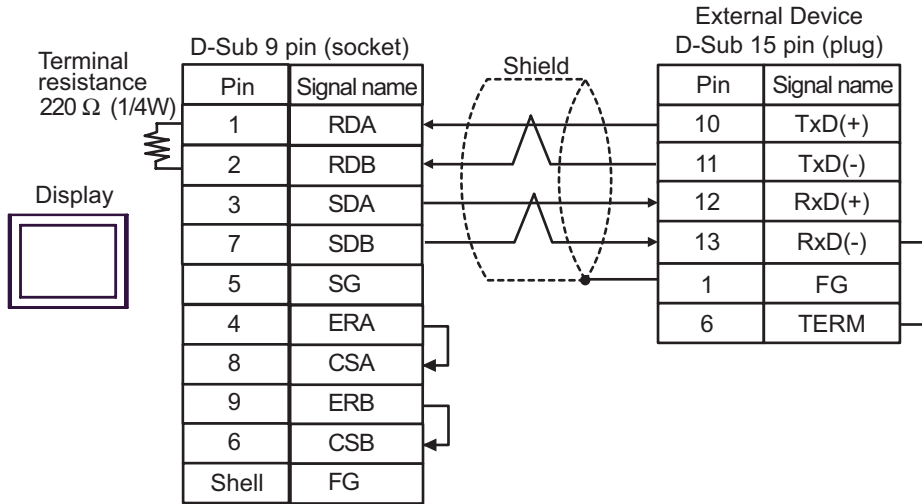 External Device
D-Sub 9 pin (socket)
D-Sub 15 pin (plug)
Terminal
resistance
220 Ω (1/4W)
Shield
Display
Pin Signal name
1 RDA
2 RDB
3 SDA
7 SDB
5 SG
4 ERA
8 CSA
9 ERB
6 CSB
Shell FG
Pin Signal name
10 TxD(+)
11 TxD(-)
12 RxD(+)
13 RxD(-)
1 FG
6 TERM